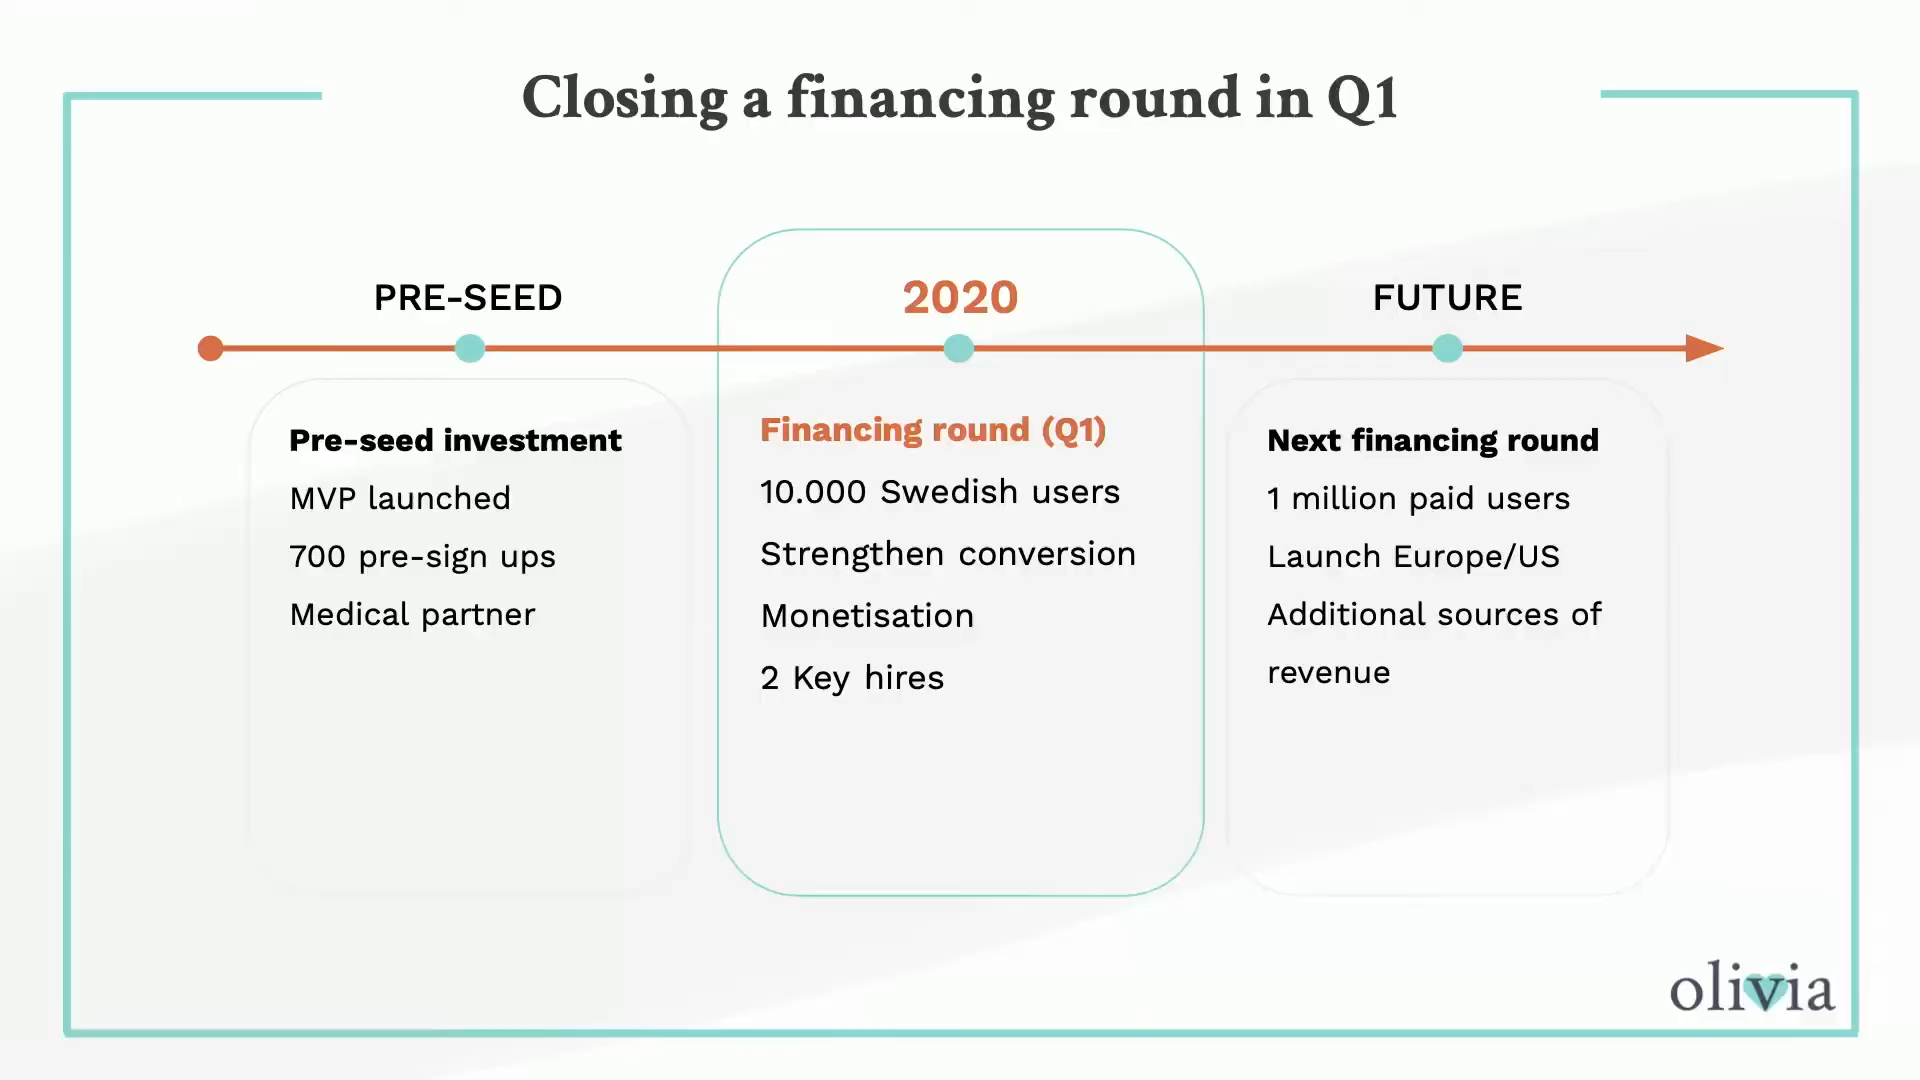 Closing a financing round in Q1
PRE-SEED
2020
FUTURE
Pre-seed investment
MVP launched
700 pre-sign ups
Medical partner
Financing round (Q1)
10.000 Swedish users
Strengthen conversion
Monetisation
2 Key hires
Next financing round
1 million paid users
Launch Europe/US
Additional sources of
revenue
olivia